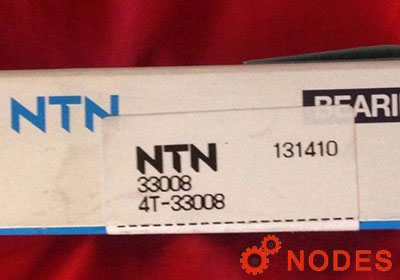 NTN
BEARI
NTN 131410
33008
4T-33008
NODES